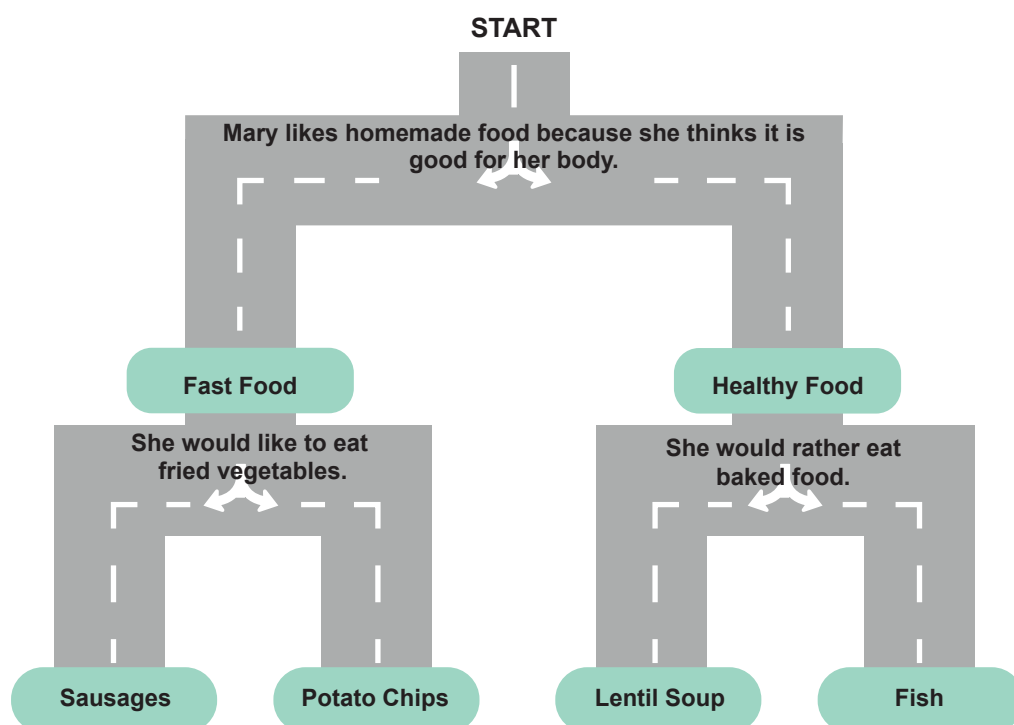 START
Mary likes homemade food because she thinks it is
good for her body.
Fast Food
Healthy Food
She would like to eat
fried vegetables.
She would rather eat
baked food.
Sausages
Potato Chips
Lentil Soup
Fish